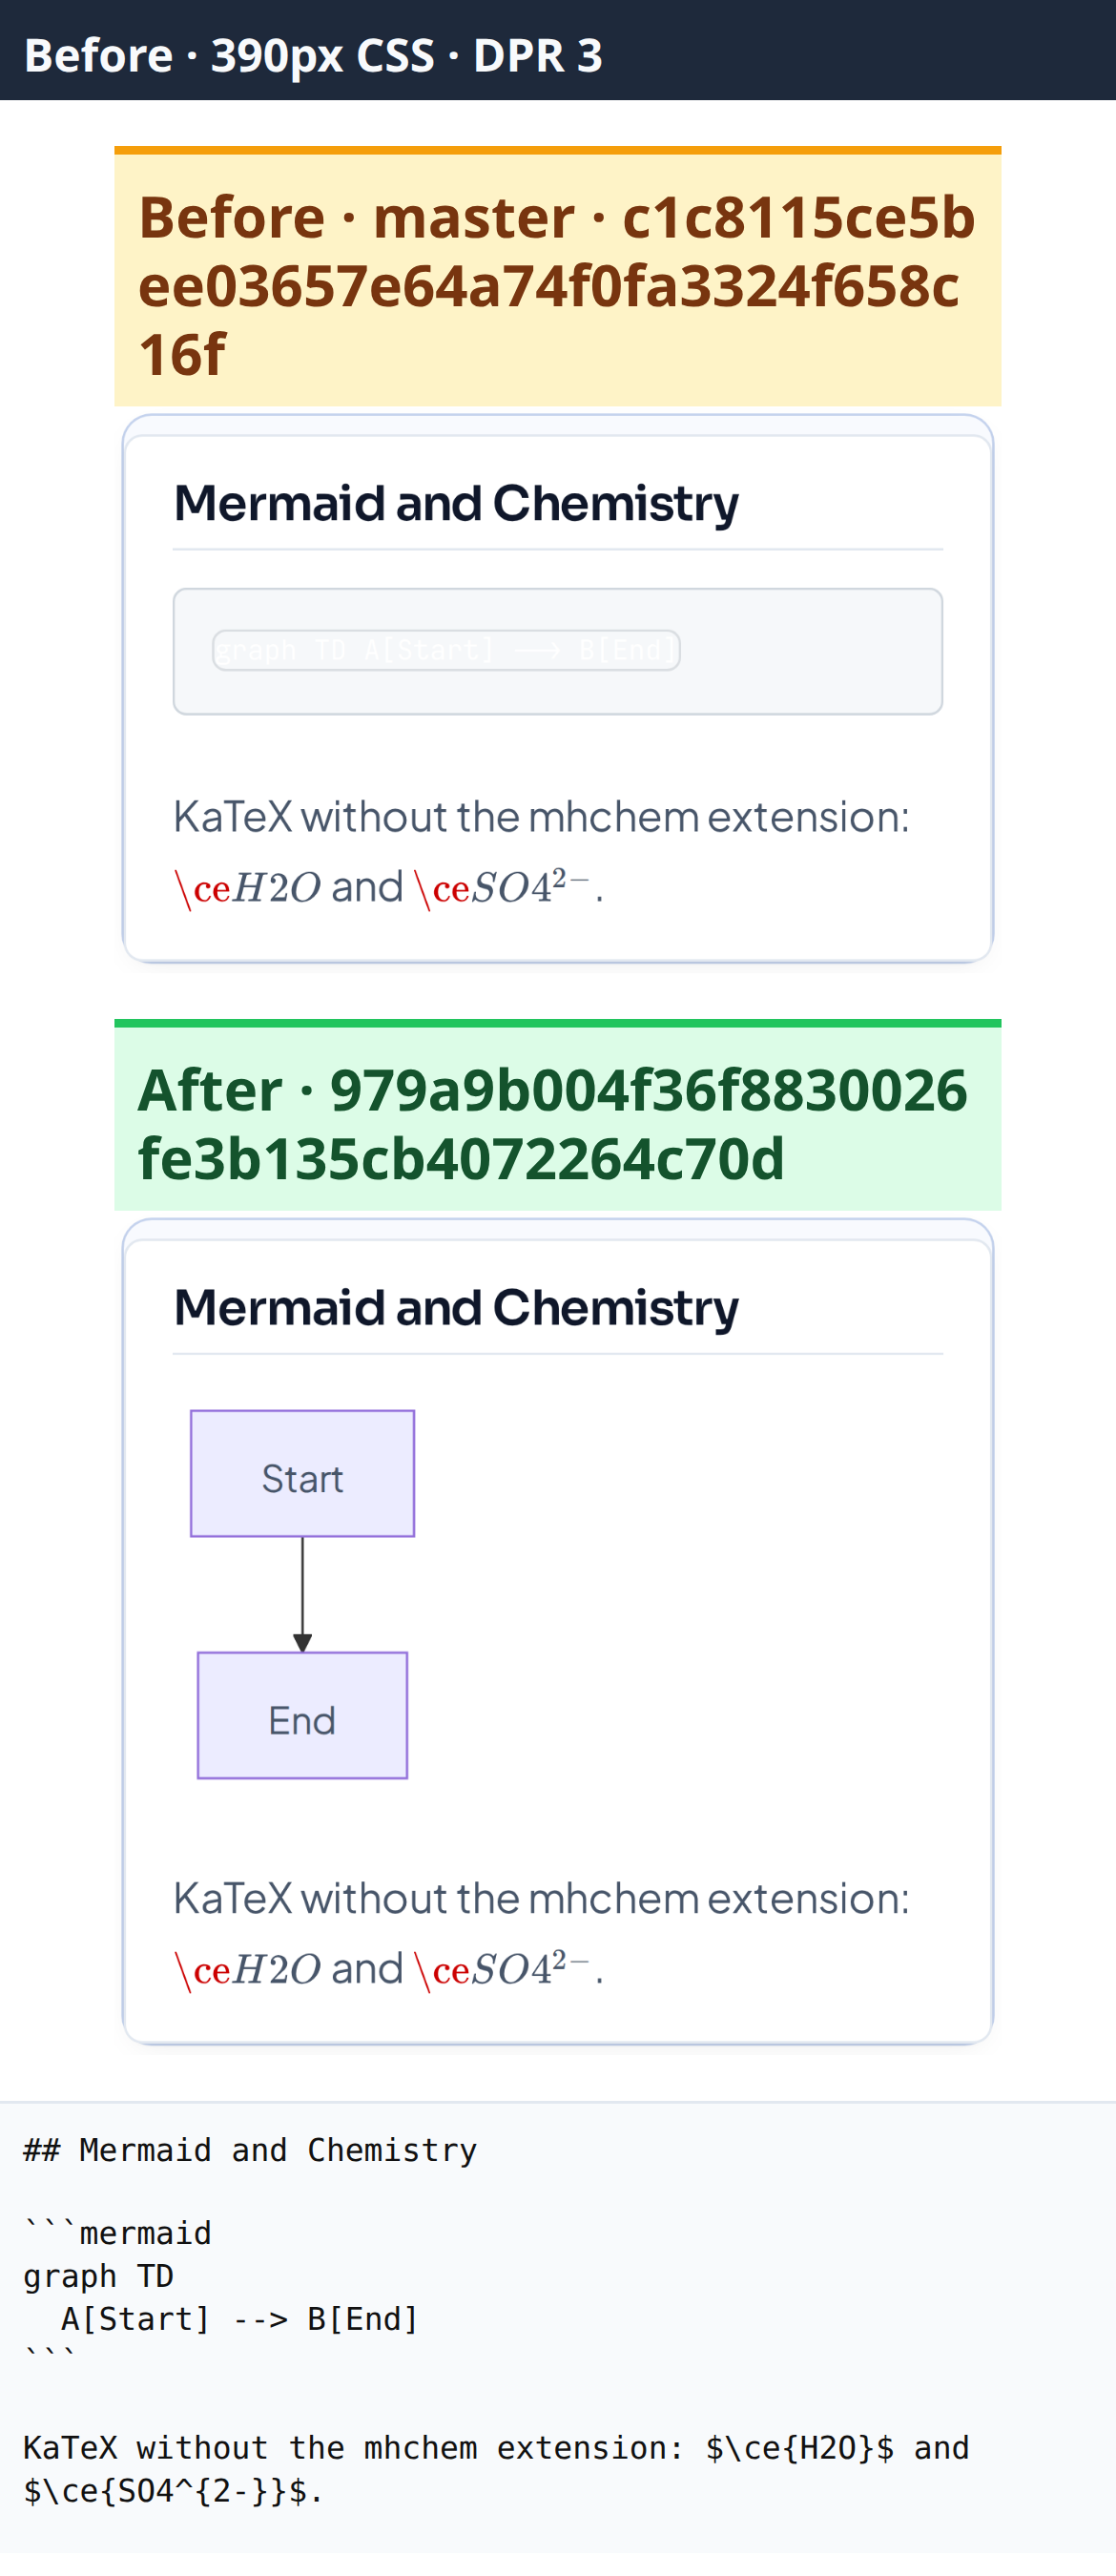 Before · 390px CSS · DPR 3
Before · master · c1c8115ce5b
ee03657e64a74f0fa3324f658c
16f
Mermaid and Chemistry
graph TD A[Start] --> B[End]
KaTeX without the mhchem extension:
\ceH2O and \ceSO4²⁻.
After · 979a9b004f36f8830026
fe3b135cb4072264c70d
Mermaid and Chemistry
Start
End
KaTeX without the mhchem extension:
\ceH2O and \ceSO4²⁻.
## Mermaid and Chemistry
```mermaid
graph TD
  A[Start] --> B[End]
```
KaTeX without the mhchem extension: $\ce{H2O}$ and
$\ce{SO4^{2-}}$.